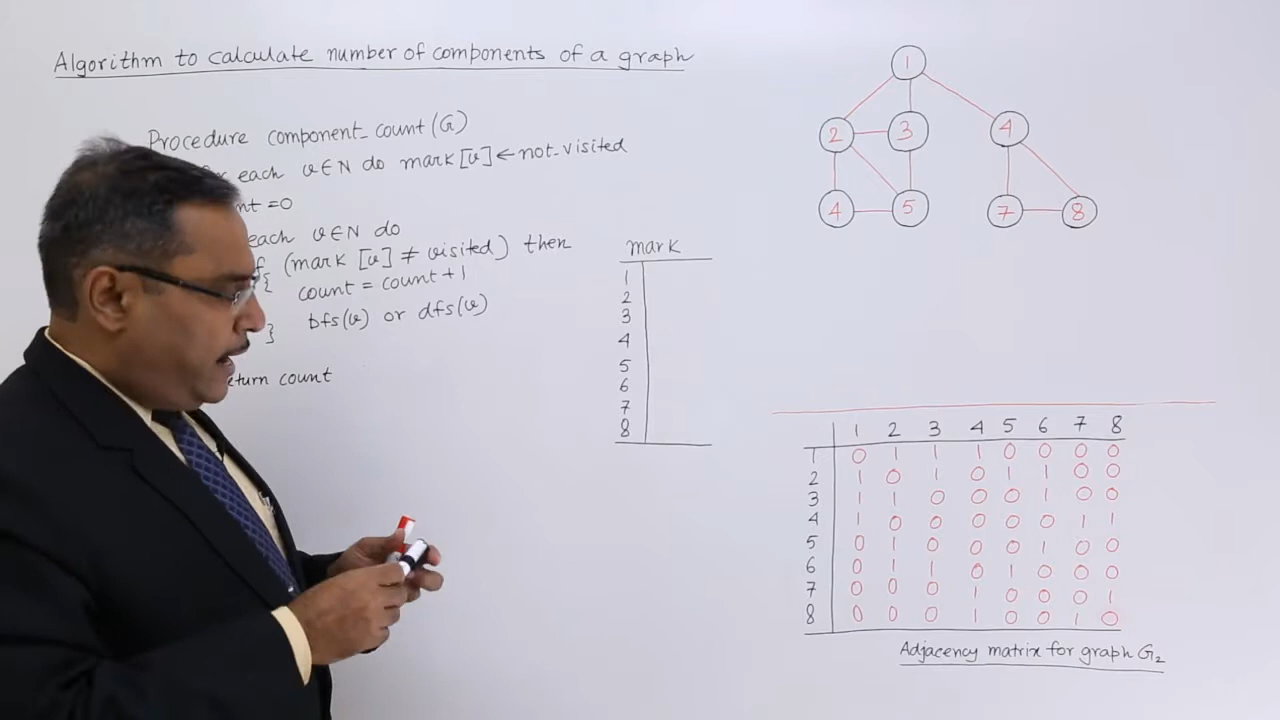 Algorithm to calculate number of components of a graph
Procedure component_count(G)
each v∈N do mark[v]←not_visited
=0
each v∈N do
(mark [v] ≠ visited) then
{ count = count +1
bfs(v) or dfs(v)
}
return count
mark
1
2
3
4
5
6
7
8
1
2 3 4
4 5 7 8
1 2 3 4 5 6 7 8
1 0 1 1 1 0 0 0 0
2 1 0 1 0 1 1 0 0
3 1 1 0 0 0 1 0 0
4 1 0 0 0 0 0 1 1
5 0 1 0 0 0 1 0 0
6 0 1 1 0 1 0 0 0
7 0 0 0 1 0 0 0 1
8 0 0 0 1 0 0 1 0
Adjacency matrix for graph G₂